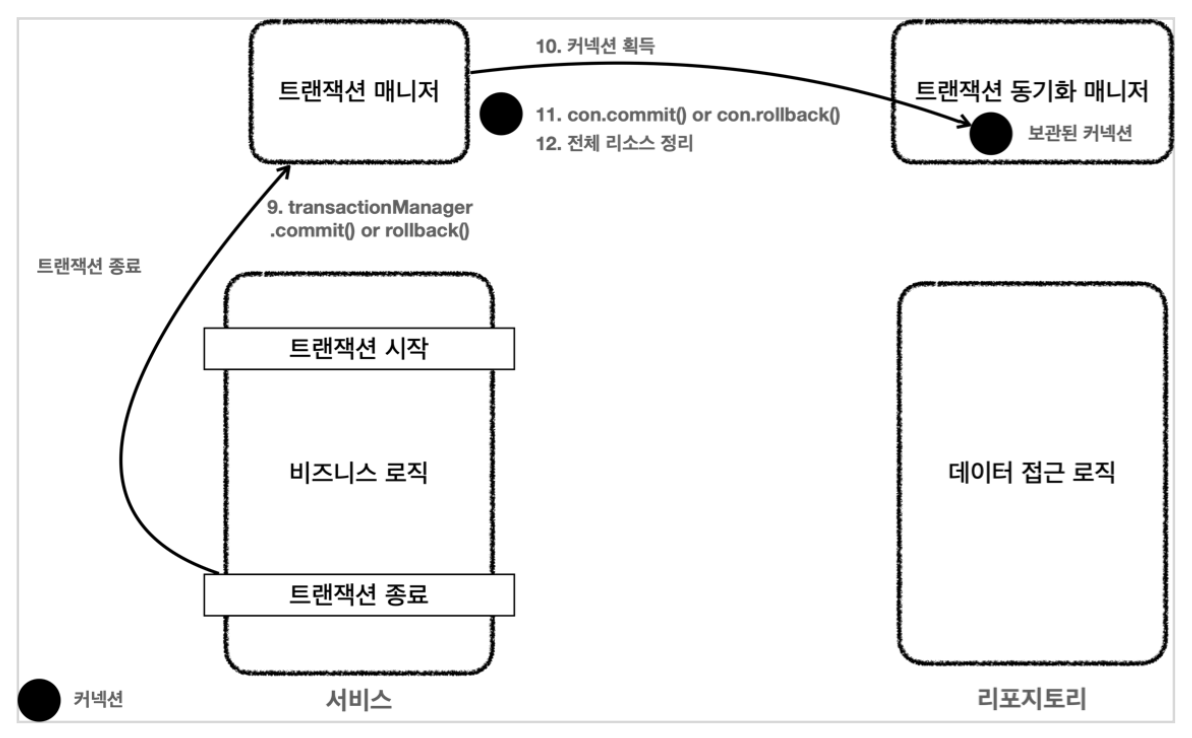 10. 커넥션 획득
트랜잭션 매니저
트랜잭션 동기화 매니저
11. con.commit() or con.rollback()
12. 전체 리소스 정리
보관된 커넥션
9. transactionManager
.commit() or rollback()
트랜잭션 종료
트랜잭션 시작
비즈니스 로직
데이터 접근 로직
트랜잭션 종료
커넥션
서비스
리포지토리